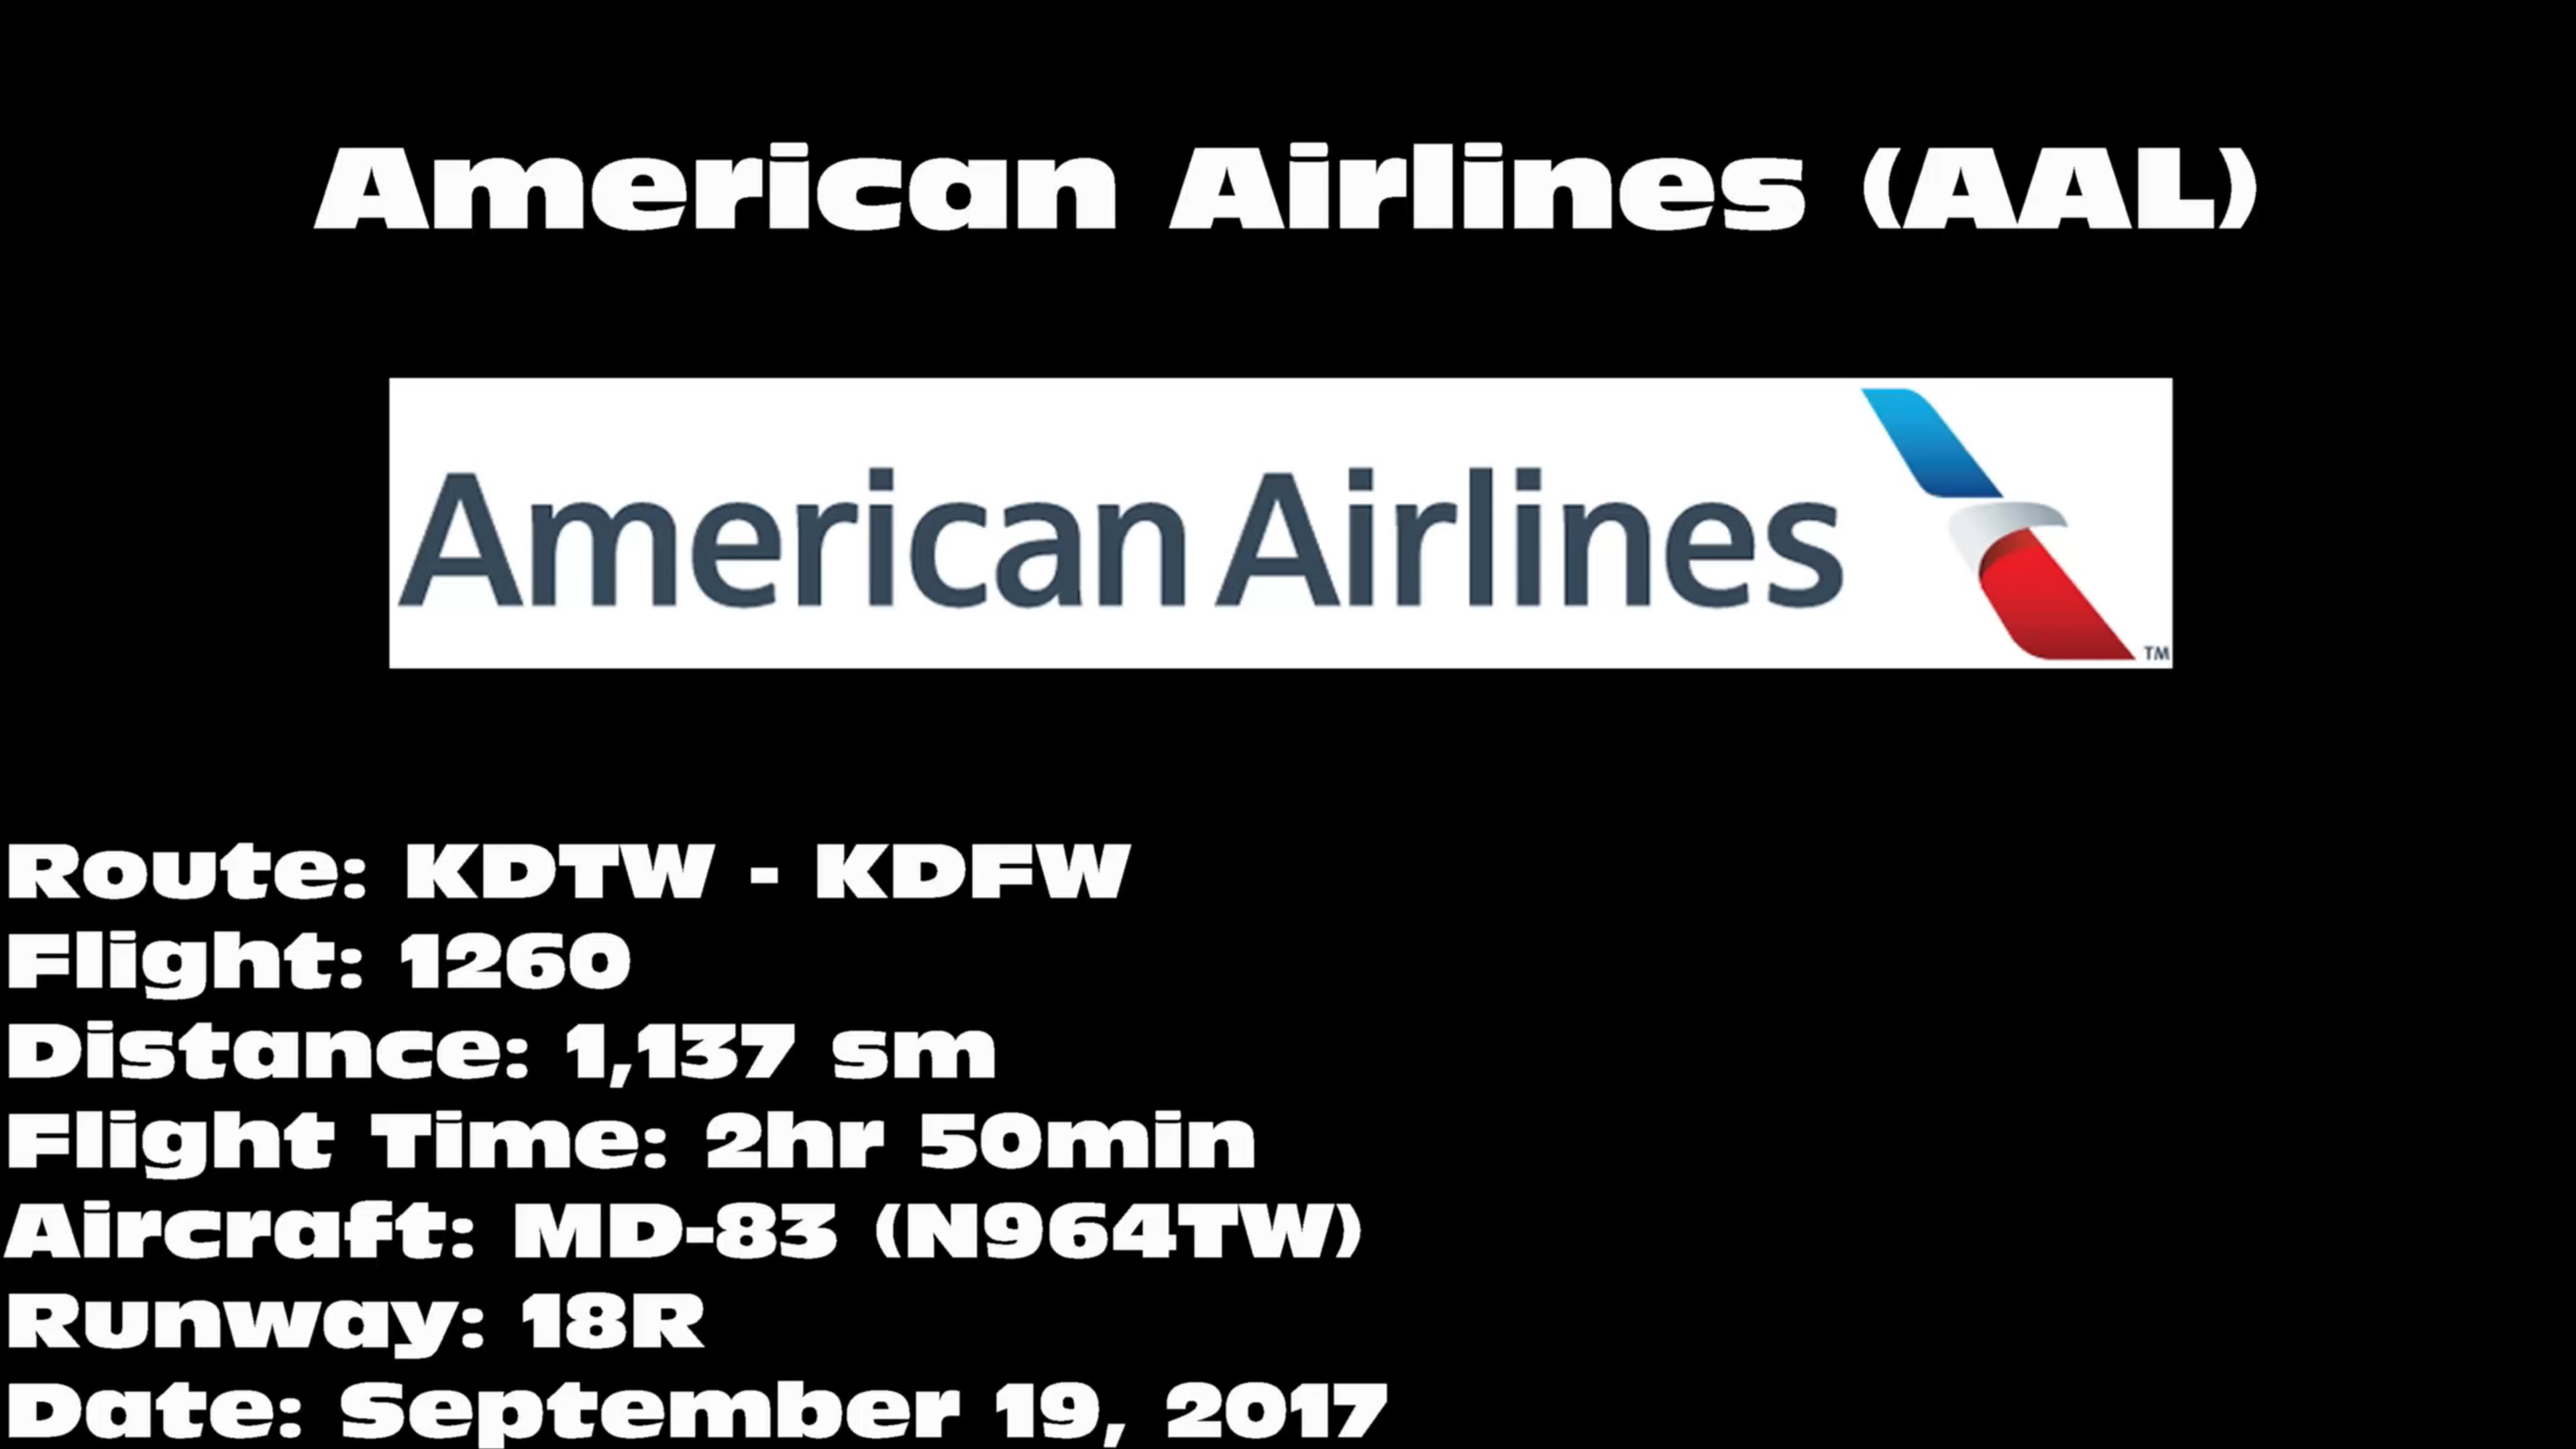 American Airlines (AAL)
American Airlines
TM
Route: KDTW - KDFW
Flight: 1260
Distance: 1,137 sm
Flight Time: 2hr 50min
Aircraft: MD-83 (N964TW)
Runway: 18R
Date: September 19, 2017